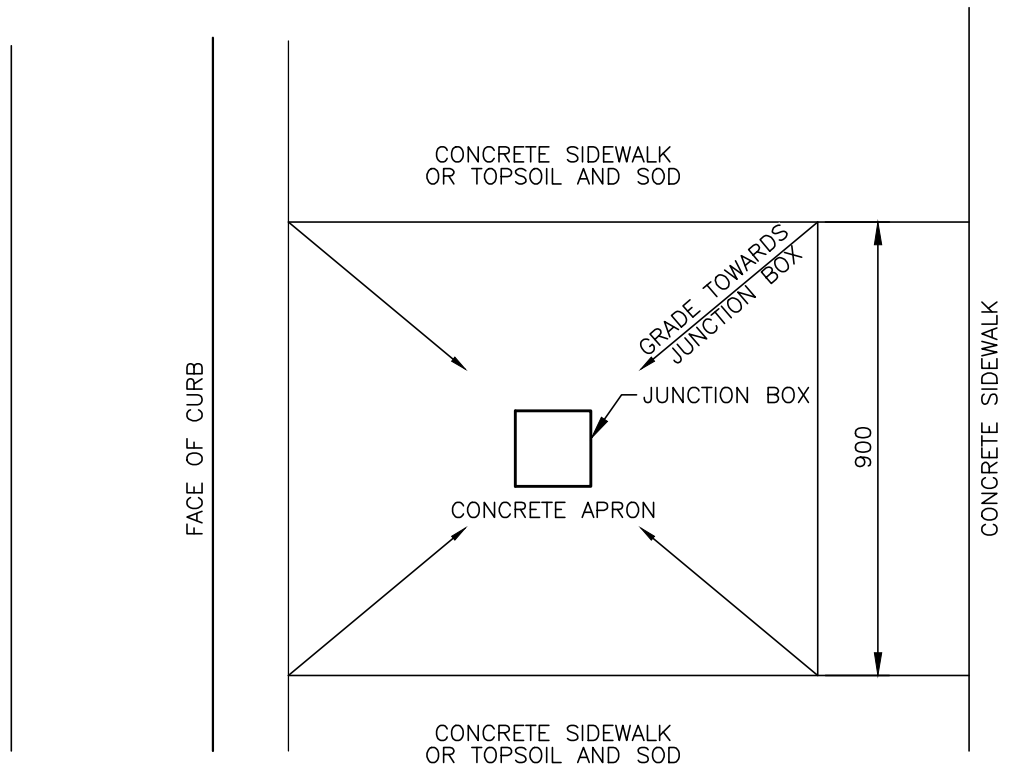 CONCRETE SIDEWALK
OR TOPSOIL AND SOD
GRADE TOWARDS
JUNCTION BOX
JUNCTION BOX
FACE OF CURB
900
CONCRETE SIDEWALK
CONCRETE APRON
CONCRETE SIDEWALK
OR TOPSOIL AND SOD